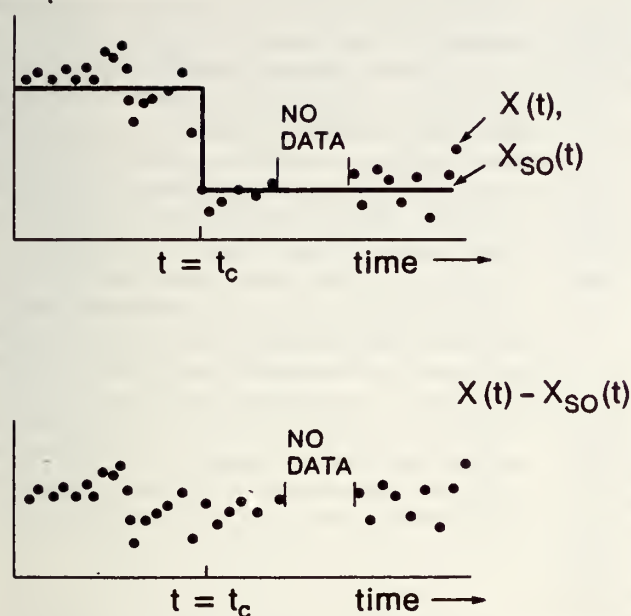 NO
DATA
X(t),
X_SO(t)
t = t_c
time
X(t) – X_SO(t)
NO
DATA
t = t_c
time